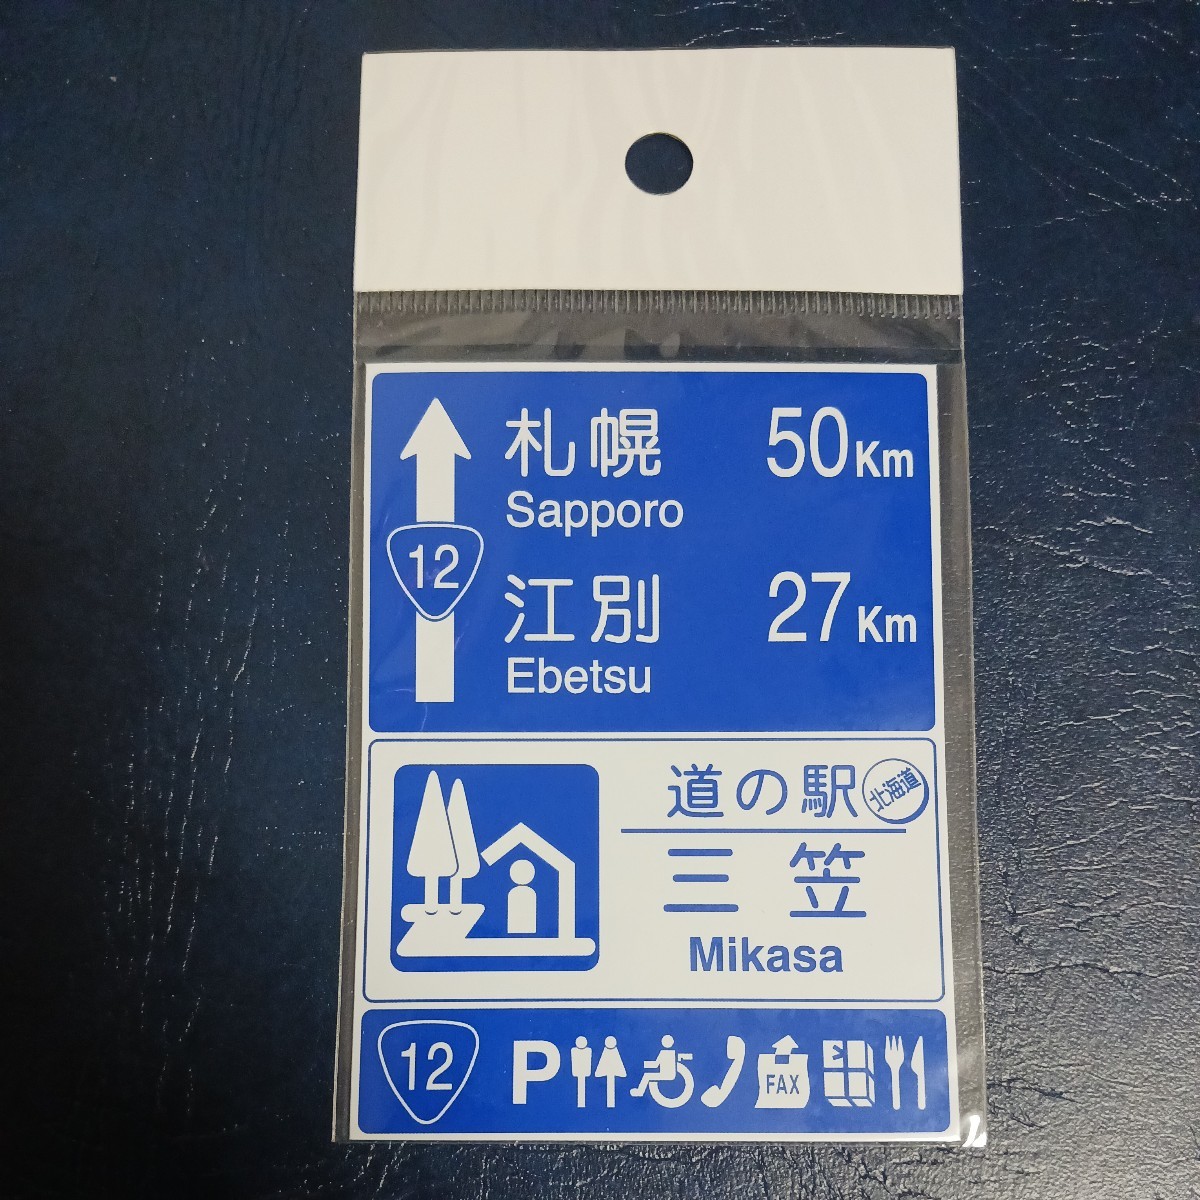 札幌 50Km
Sapporo
12
江別 27Km
Ebetsu
道の駅 北海道
三笠
Mikasa
12 P FAX